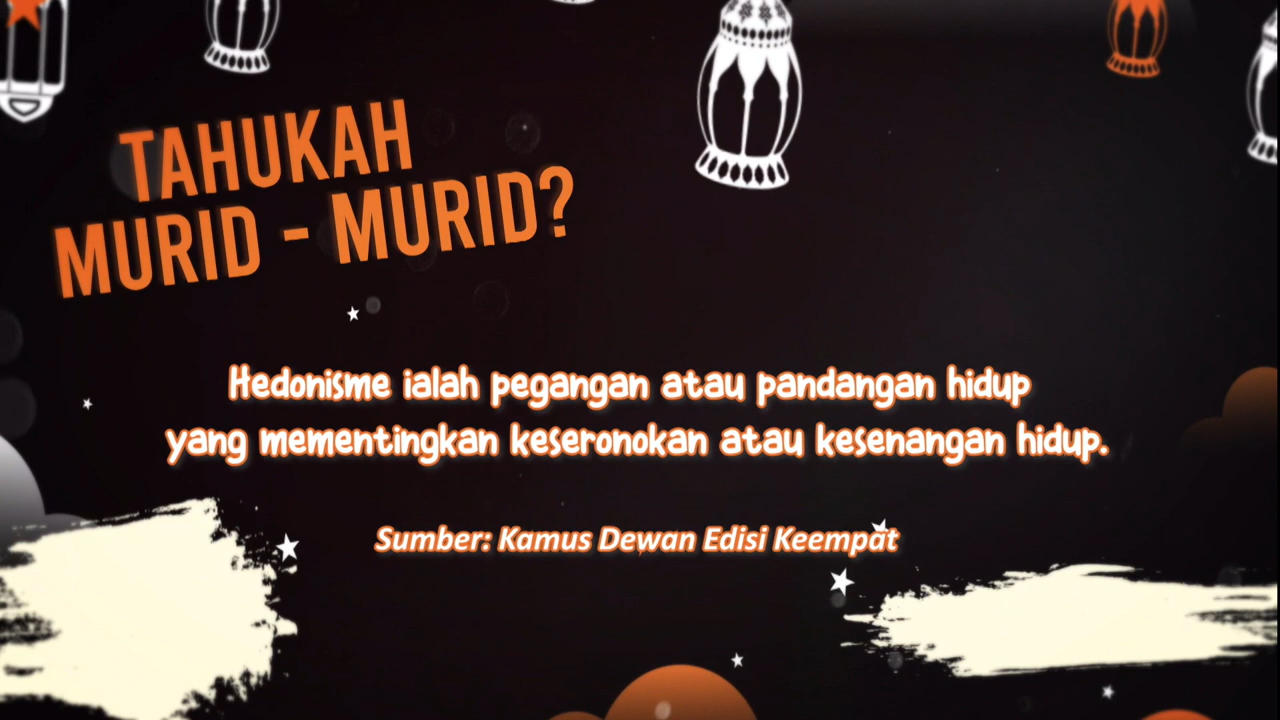 TAHUKAH
MURID - MURID?
Hedonisme ialah pegangan atau pandangan hidup
yang mementingkan keseronokan atau kesenangan hidup.
Sumber: Kamus Dewan Edisi Keempat